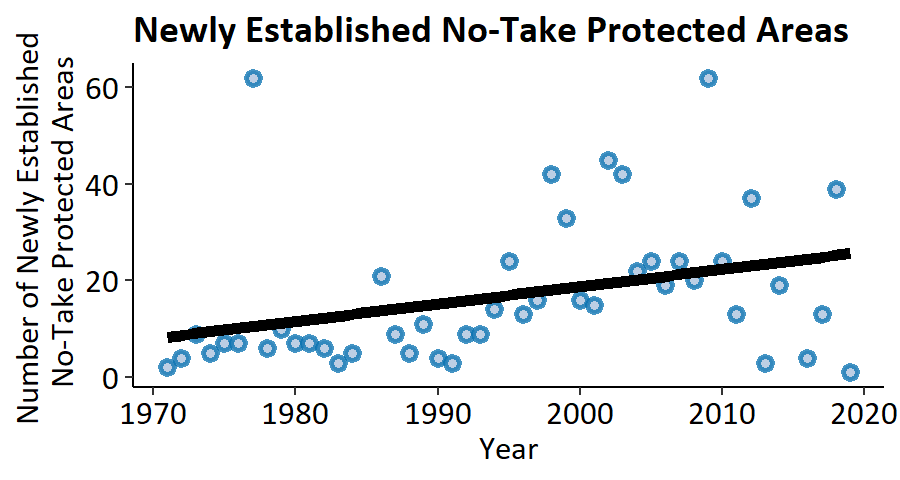 Newly Established No-Take Protected Areas
Number of Newly Established
No-Take Protected Areas
60
40
20
0
1970 1980 1990 2000 2010 2020
Year